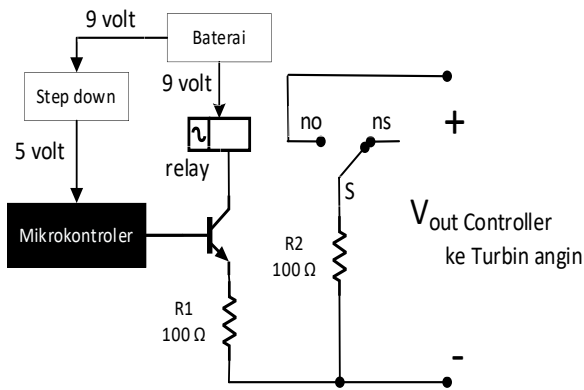 9 volt
Baterai
Step down
9 volt
5 volt
relay
Mikrokontroler
R1
100 Ω
no
ns
S
R2
100 Ω
+
V out Controller
ke Turbin angin
-